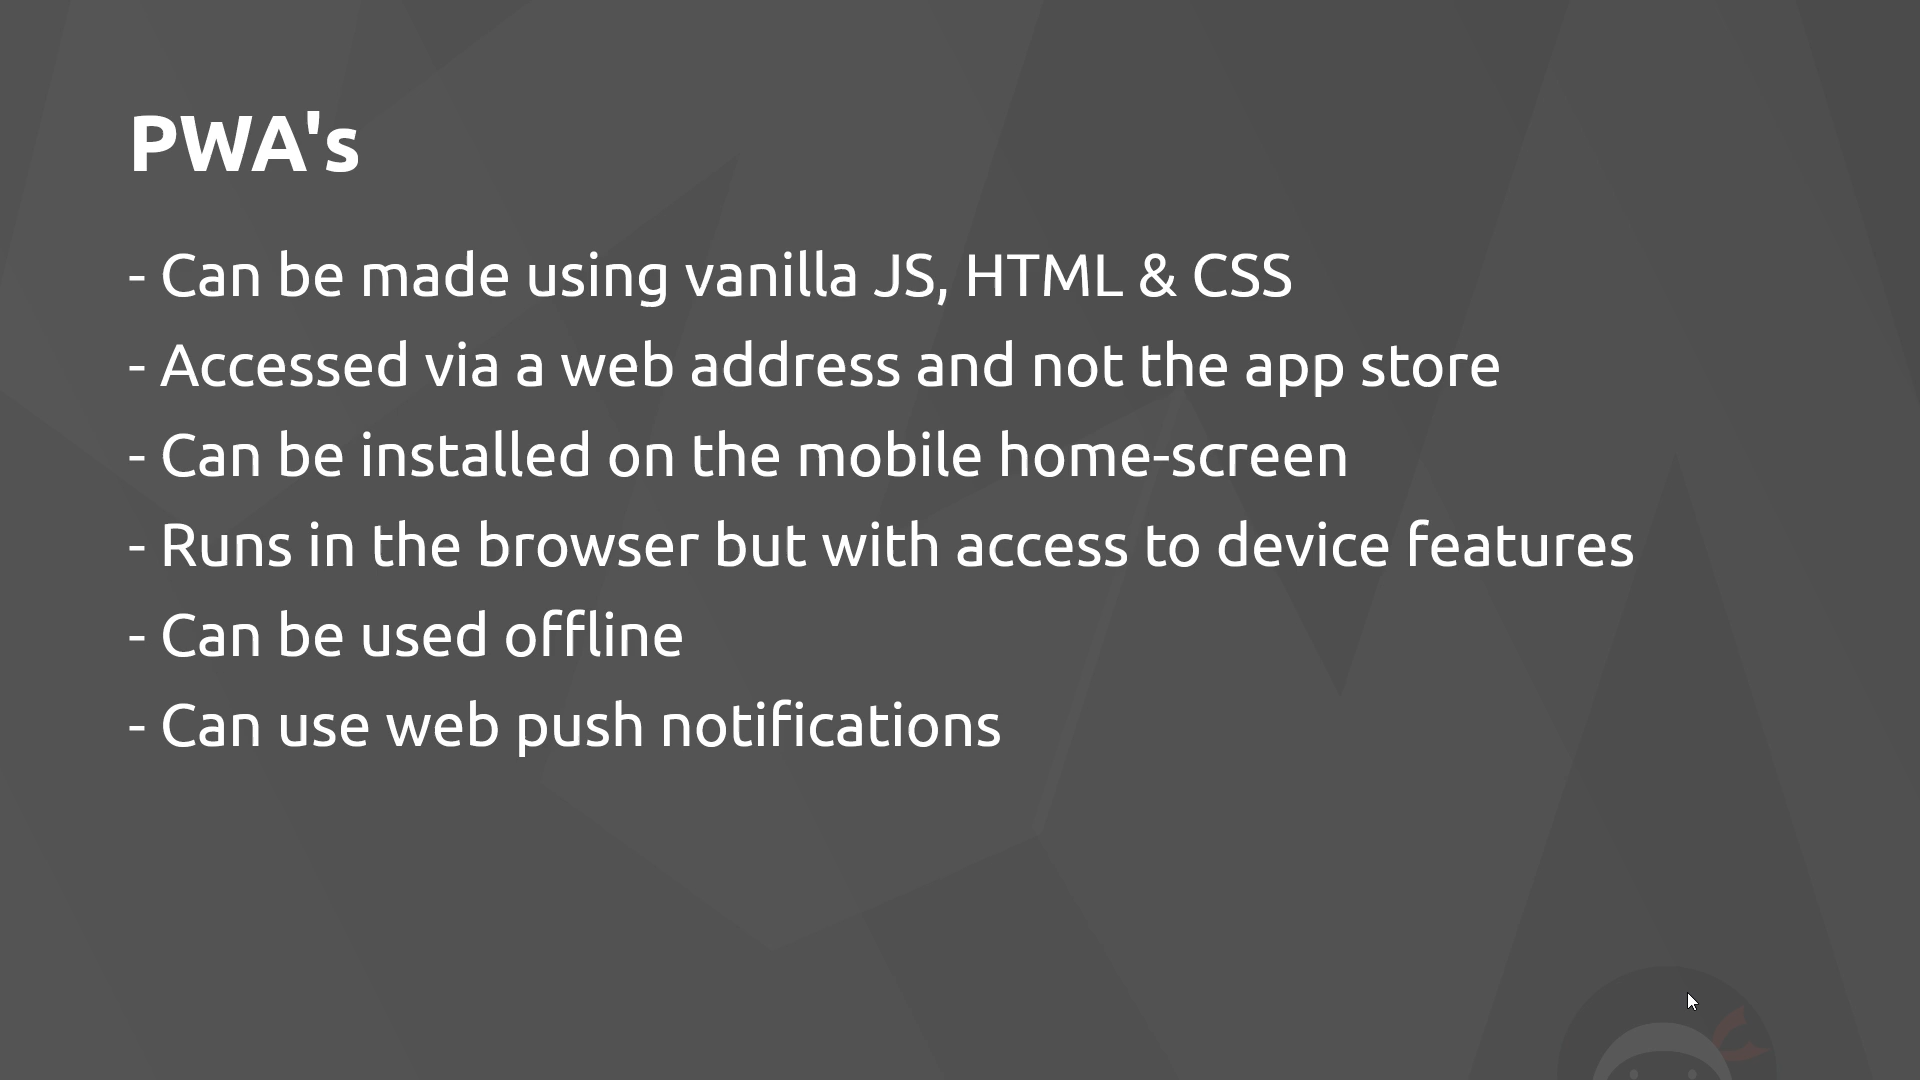 PWA's
- Can be made using vanilla JS, HTML & CSS
- Accessed via a web address and not the app store
- Can be installed on the mobile home-screen
- Runs in the browser but with access to device features
- Can be used offline
- Can use web push notifications